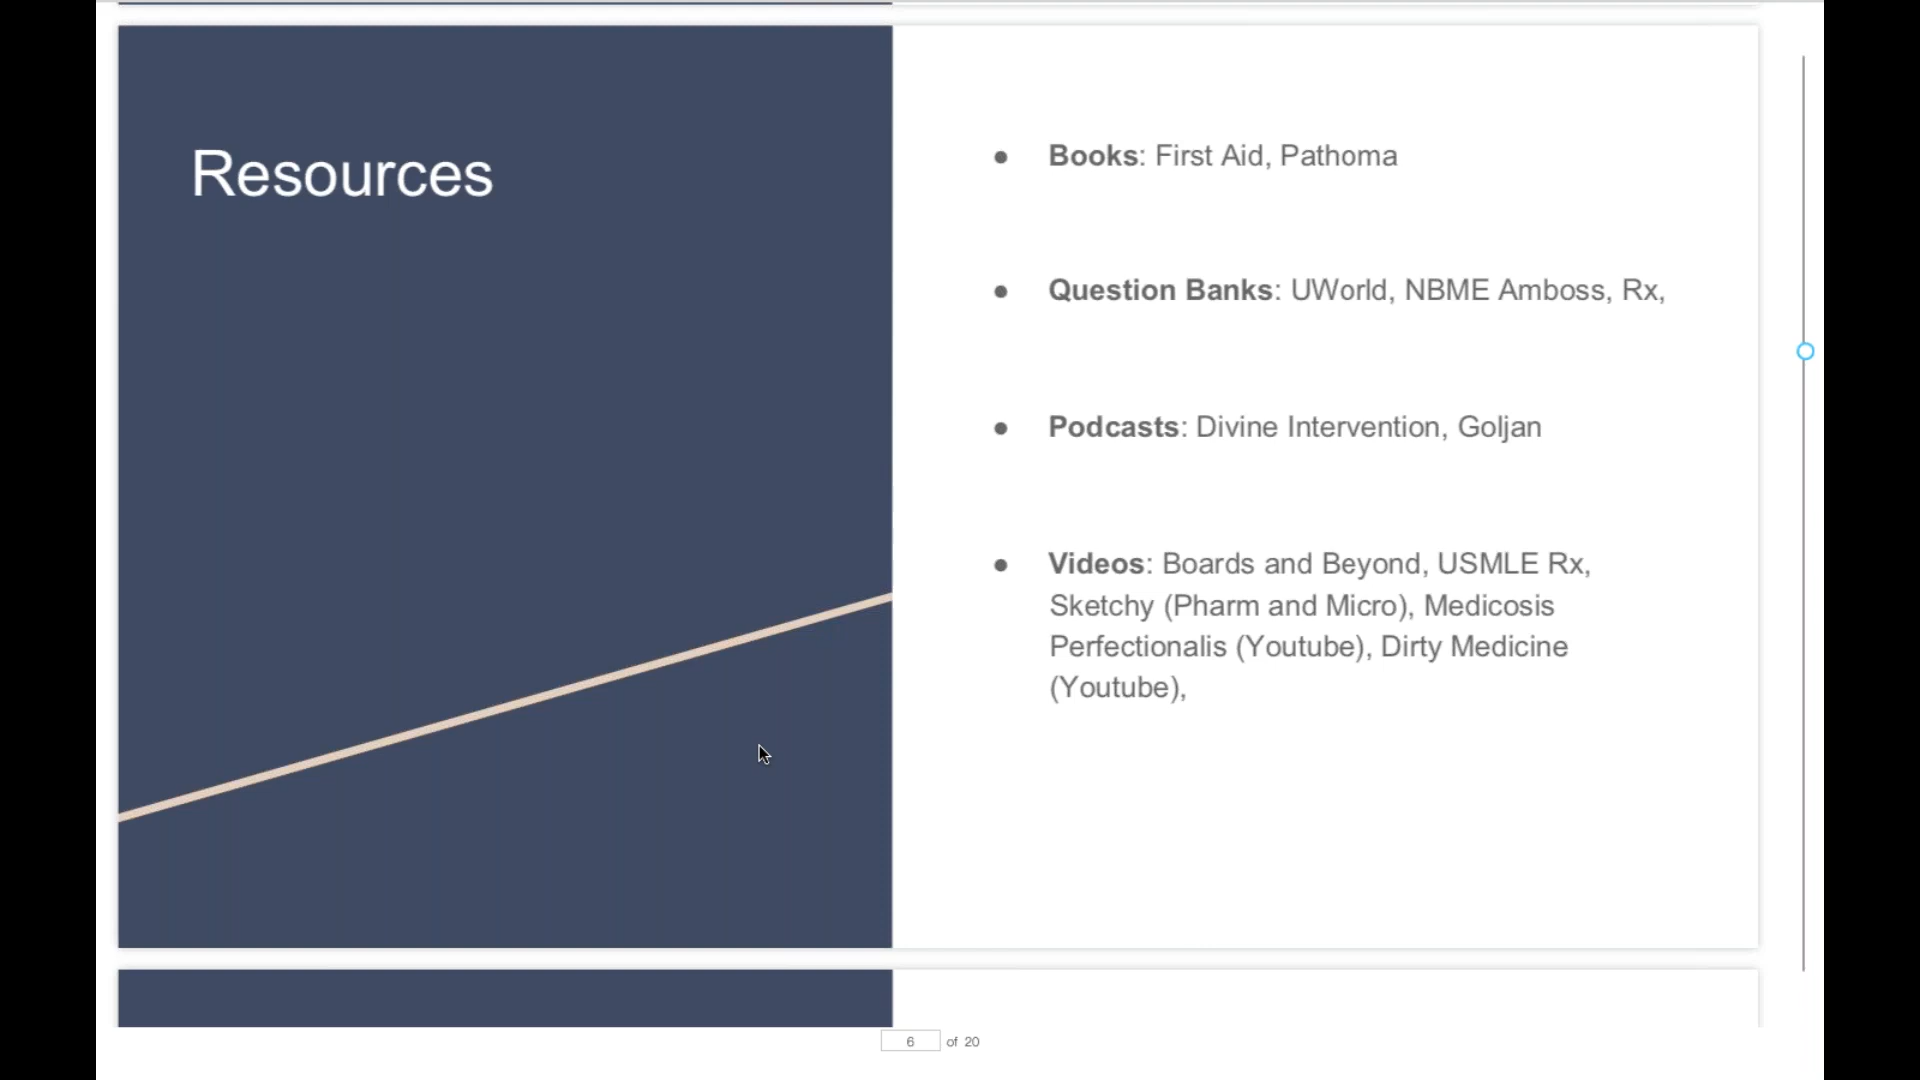 Resources
● Books: First Aid, Pathoma
● Question Banks: UWorld, NBME Amboss, Rx,
● Podcasts: Divine Intervention, Goljan
● Videos: Boards and Beyond, USMLE Rx,
Sketchy (Pharm and Micro), Medicosis
Perfectionalis (Youtube), Dirty Medicine
(Youtube),
6 of 20